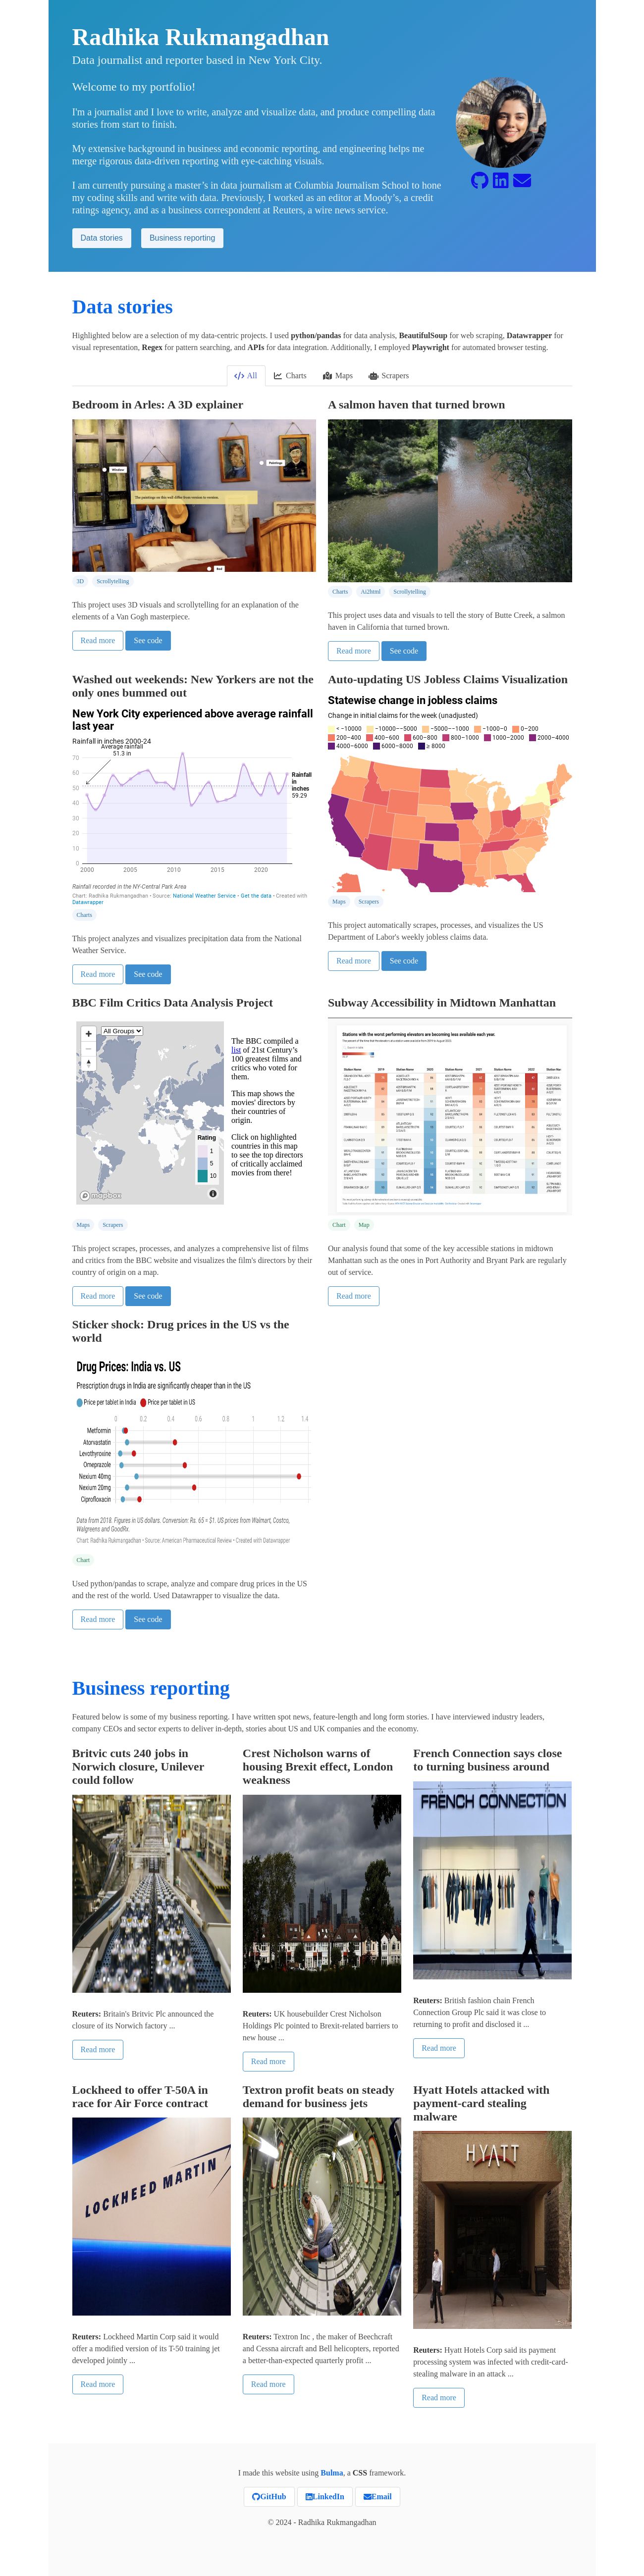 Radhika Rukmangadhan
Data journalist and reporter based in New York City.
Welcome to my portfolio!
I'm a journalist and I love to write, analyze and visualize data, and produce compelling data
stories from start to finish.
My extensive background in business and economic reporting, and engineering helps me
merge rigorous data-driven reporting with eye-catching visuals.
I am currently pursuing a master’s in data journalism at Columbia Journalism School to hone
my coding skills and write with data. Previously, I worked as an editor at Moody’s, a credit
ratings agency, and as a business correspondent at Reuters, a wire news service.
Data stories
Business reporting
Data stories
Highlighted below are a selection of my data-centric projects. I used python/pandas for data analysis, BeautifulSoup for web scraping, Datawrapper for
visual representation, Regex for pattern searching, and APIs for data integration. Additionally, I employed Playwright for automated browser testing.
All
Charts
Maps
Scrapers
Bedroom in Arles: A 3D explainer
Windows
Paintings
The paintings on this wall differ from version to version.
Bed
3D
Scrollytelling
This project uses 3D visuals and scrollytelling for an explanation of the
elements of a Van Gogh masterpiece.
Read more
See code
A salmon haven that turned brown
Charts
Ai2html
Scrollytelling
This project uses data and visuals to tell the story of Butte Creek, a salmon
haven in California that turned brown.
Read more
See code
Washed out weekends: New Yorkers are not the
only ones bummed out
New York City experienced above average rainfall
last year
Rainfall in inches 2000-24
Average rainfall
51.3 in
70
60
50
40
30
20
10
0
2000
2005
2010
2015
2020
Rainfall
in
inches
59.29
Rainfall recorded in the NY-Central Park Area
Chart: Radhika Rukmangadhan • Source: National Weather Service • Get the data • Created with
Datawrapper
Charts
This project analyzes and visualizes precipitation data from the National
Weather Service.
Read more
See code
Auto-updating US Jobless Claims Visualization
Statewise change in jobless claims
Change in initial claims for the week (unadjusted)
< −10000
−10000–−5000
−5000–−1000
−1000–0
0–200
200–400
400–600
600–800
800–1000
1000–2000
2000–4000
4000–6000
6000–8000
≥ 8000
Maps
Scrapers
This project automatically scrapes, processes, and visualizes the US
Department of Labor's weekly jobless claims data.
Read more
See code
BBC Film Critics Data Analysis Project
All Groups
Rating
1
5
10
mapbox
The BBC compiled a
list of 21st Century’s
100 greatest films and
critics who voted for
them.
This map shows the
movies' directors by
their countries of
origin.
Click on highlighted
countries in this map
to see the top directors
of critically acclaimed
movies from there!
Maps
Scrapers
This project scrapes, processes, and analyzes a comprehensive list of films
and critics from the BBC website and visualizes the film's directors by their
country of origin on a map.
Read more
See code
Subway Accessibility in Midtown Manhattan
Stations with the worst performing elevators are becoming less available each year.
Station Name
2019
Station Name
2020
Station Name
2021
Station Name
2022
Chart
Map
Our analysis found that some of the key accessible stations in midtown
Manhattan such as the ones in Port Authority and Bryant Park are regularly
out of service.
Read more
Sticker shock: Drug prices in the US vs the
world
Drug Prices: India vs. US
Prescription drugs in India are significantly cheaper than in the US
Price per tablet in India
Price per tablet in US
0
0.2
0.4
0.6
0.8
1
1.2
1.4
Metformin
Atorvastatin
Levothyroxine
Omeprazole
Nexium 40mg
Nexium 20mg
Ciprofloxacin
Data from 2018. Figures in US dollars. Conversion: Rs. 65 = $1. US prices from Walmart, Costco,
Walgreens and GoodRx.
Chart: Radhika Rukmangadhan • Source: American Pharmaceutical Review • Created with Datawrapper
Chart
Used python/pandas to scrape, analyze and compare drug prices in the US
and the rest of the world. Used Datawrapper to visualize the data.
Read more
See code
Business reporting
Featured below is some of my business reporting. I have written spot news, feature-length and long form stories. I have interviewed industry leaders,
company CEOs and sector experts to deliver in-depth, stories about US and UK companies and the economy.
Britvic cuts 240 jobs in
Norwich closure, Unilever
could follow
Reuters: Britain's Britvic Plc announced the
closure of its Norwich factory ...
Read more
Crest Nicholson warns of
housing Brexit effect, London
weakness
Reuters: UK housebuilder Crest Nicholson
Holdings Plc pointed to Brexit-related barriers to
new house ...
Read more
French Connection says close
to turning business around
FRENCH CONNECTION
Reuters: British fashion chain French
Connection Group Plc said it was close to
returning to profit and disclosed it ...
Read more
Lockheed to offer T-50A in
race for Air Force contract
LOCKHEED MARTIN
Reuters: Lockheed Martin Corp said it would
offer a modified version of its T-50 training jet
developed jointly ...
Read more
Textron profit beats on steady
demand for business jets
Reuters: Textron Inc , the maker of Beechcraft
and Cessna aircraft and Bell helicopters, reported
a better-than-expected quarterly profit ...
Read more
Hyatt Hotels attacked with
payment-card stealing
malware
HYATT
Reuters: Hyatt Hotels Corp said its payment
processing system was infected with credit-card-
stealing malware in an attack ...
Read more
I made this website using Bulma, a CSS framework.
GitHub
LinkedIn
Email
© 2024 - Radhika Rukmangadhan